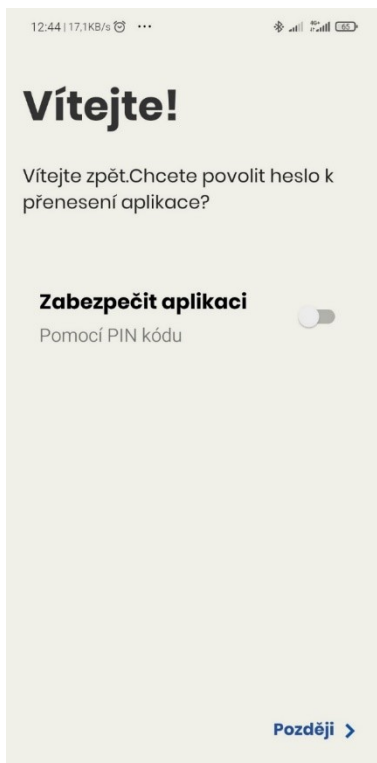 12:44 | 17,1KB/s
Vítejte!
Vítejte zpět.Chcete povolit heslo k
přenesení aplikace?
Zabezpečit aplikaci
Pomocí PIN kódu
Později